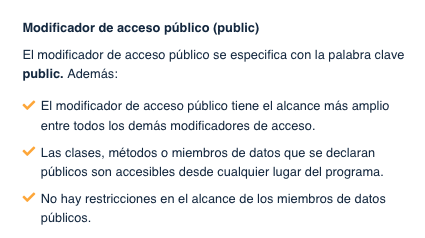 Modificador de acceso público (public)
El modificador de acceso público se especifica con la palabra clave
public. Además:
El modificador de acceso público tiene el alcance más amplio
entre todos los demás modificadores de acceso.
Las clases, métodos o miembros de datos que se declaran
públicos son accesibles desde cualquier lugar del programa.
No hay restricciones en el alcance de los miembros de datos
públicos.